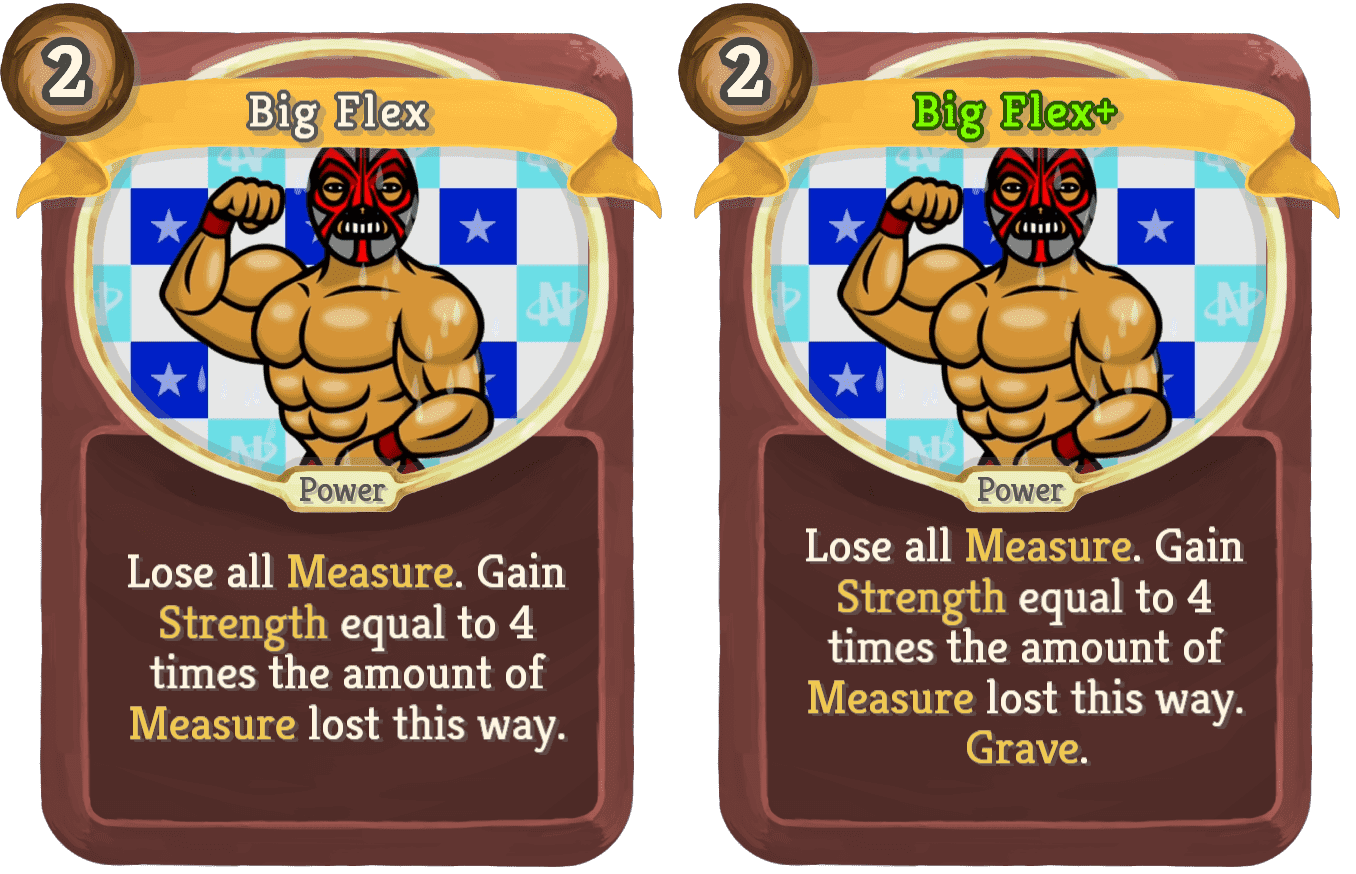 2
Big Flex
Power
Lose all Measure. Gain
Strength equal to 4
times the amount of
Measure lost this way.
2
Big Flex+
Power
Lose all Measure. Gain
Strength equal to 4
times the amount of
Measure lost this way.
Grave.